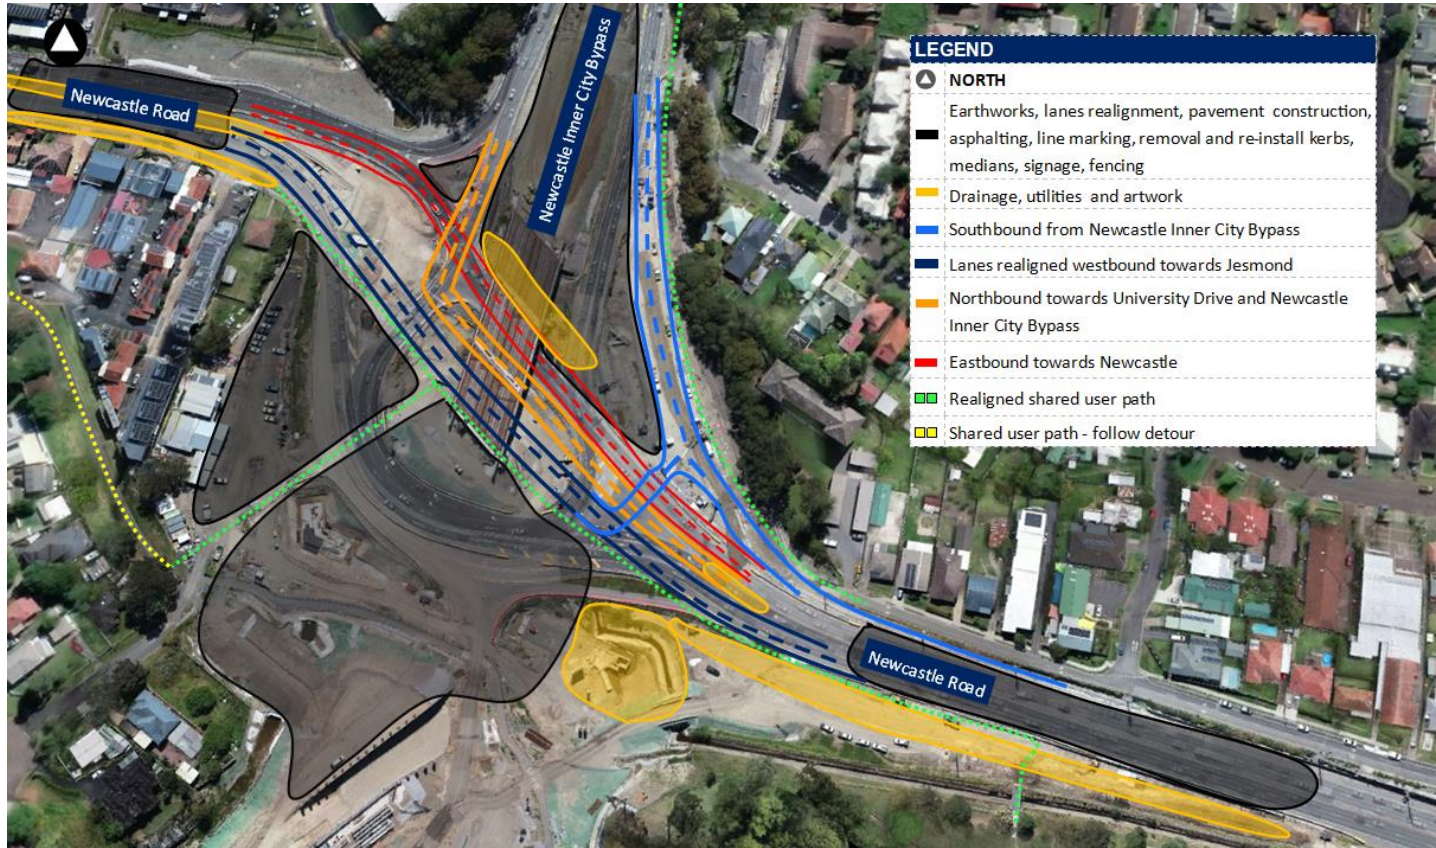 Newcastle Road
Newcastle Inner City Bypass
Newcastle Road
LEGEND
NORTH
Earthworks, lanes realignment, pavement construction,
asphalting, line marking, removal and re-install kerbs,
medians, signage, fencing
Drainage, utilities and artwork
Southbound from Newcastle Inner City Bypass
Lanes realigned westbound towards Jesmond
Northbound towards University Drive and Newcastle
Inner City Bypass
Eastbound towards Newcastle
Realigned shared user path
Shared user path - follow detour